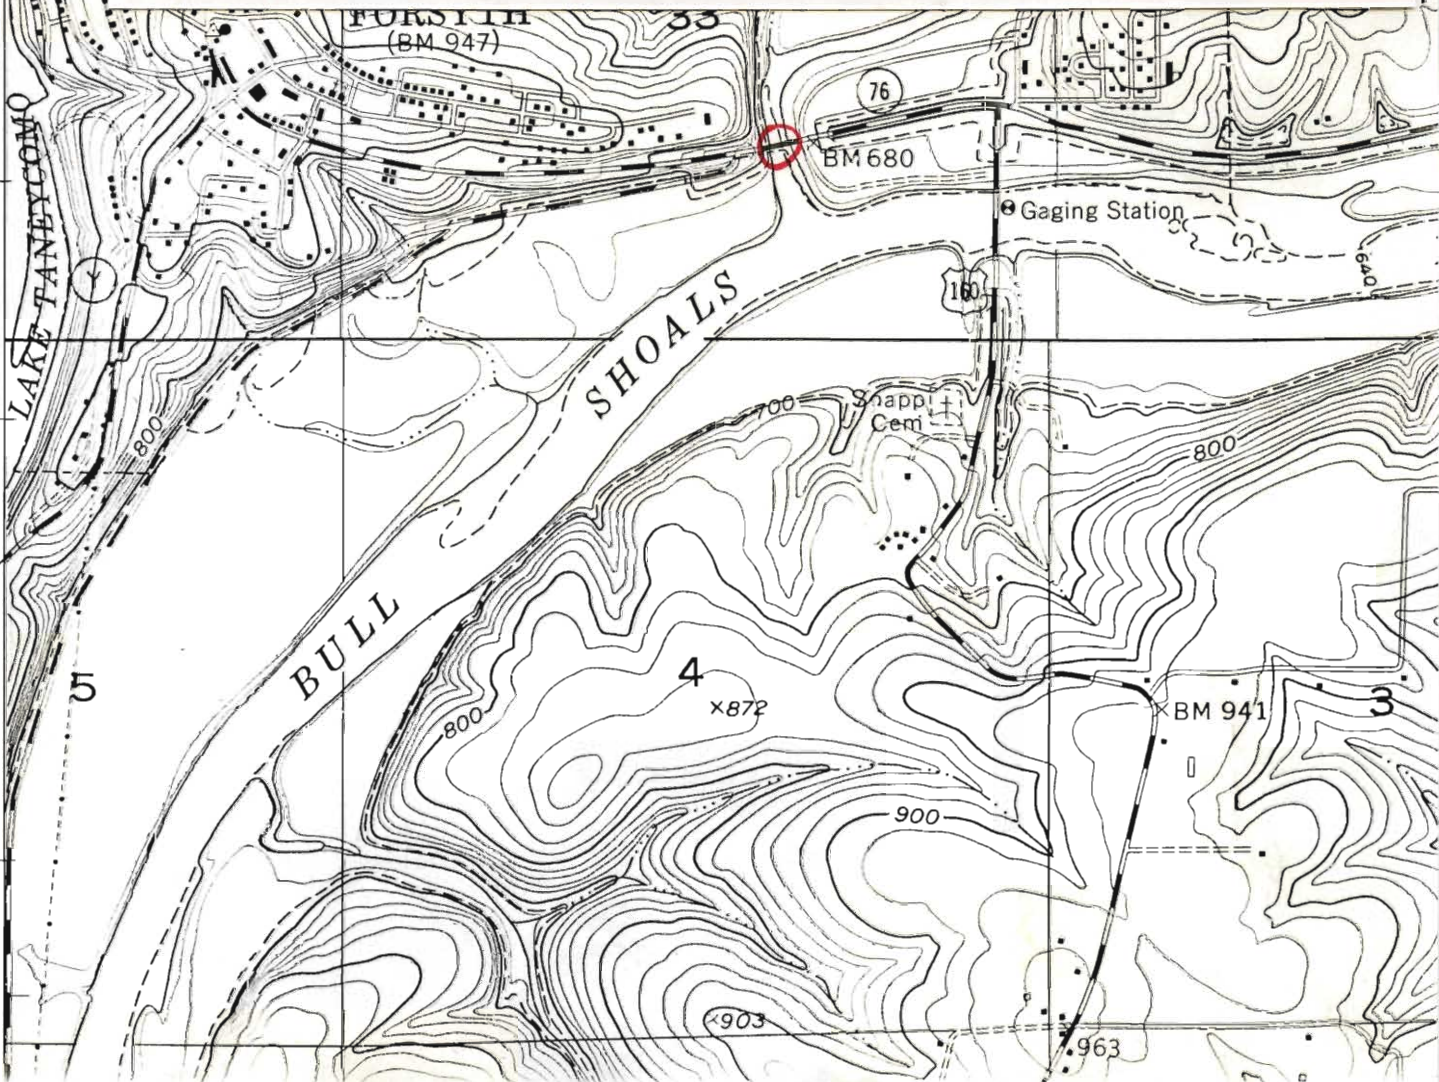 FORSYTH
33
(BM 947)
76
BM 680
Gaging Station
LAKE TANEYCOMO
Y
640
160
SHOALS
800
700
Snapp
Cem
800
BULL
5
4
×872
800
BM 941
3
900
×903
963